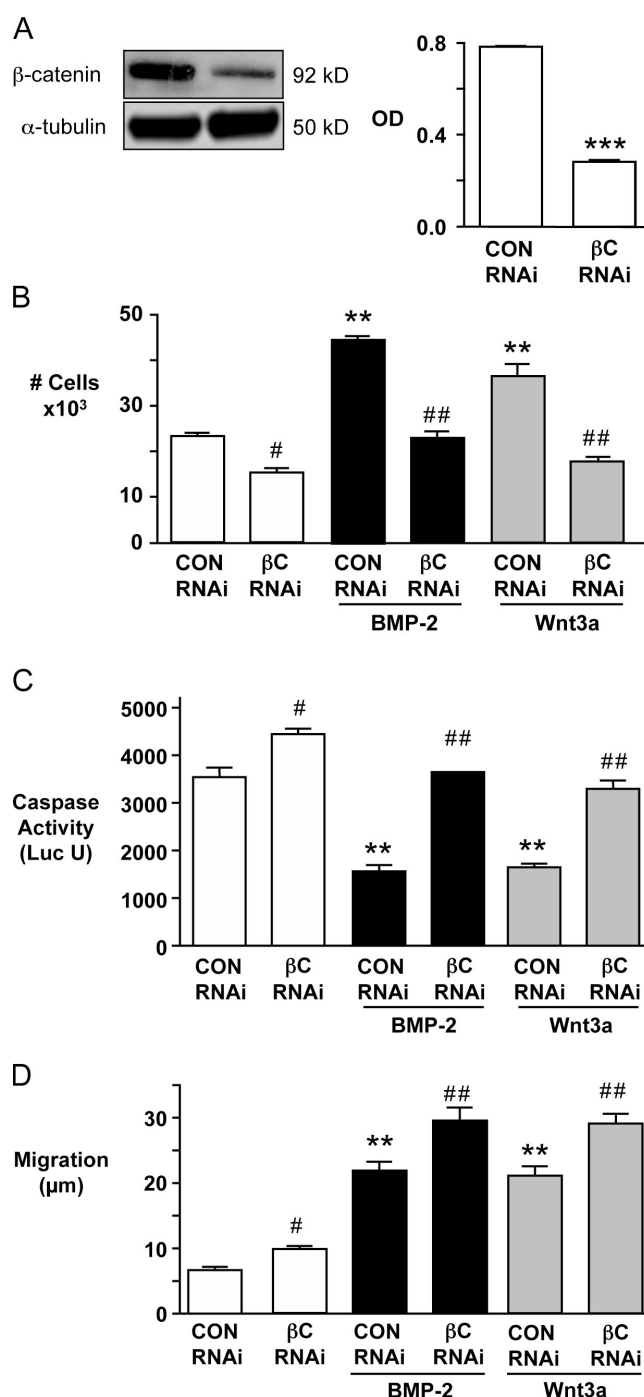 A
β-catenin
92 kD
α-tubulin
50 kD
OD
0.8
0.4
0.0
***
CON
RNAi
βC
RNAi
B
# Cells
x10³
50
30
10
0
#
**
##
**
##
CON
RNAi
βC
RNAi
CON
RNAi
βC
RNAi
CON
RNAi
βC
RNAi
BMP-2
Wnt3a
C
Caspase
Activity
(Luc U)
5000
4000
3000
2000
1000
0
#
**
##
**
##
CON
RNAi
βC
RNAi
CON
RNAi
βC
RNAi
CON
RNAi
βC
RNAi
BMP-2
Wnt3a
D
Migration
(µm)
30
20
10
0
#
**
##
**
##
CON
RNAi
βC
RNAi
CON
RNAi
βC
RNAi
CON
RNAi
βC
RNAi
BMP-2
Wnt3a